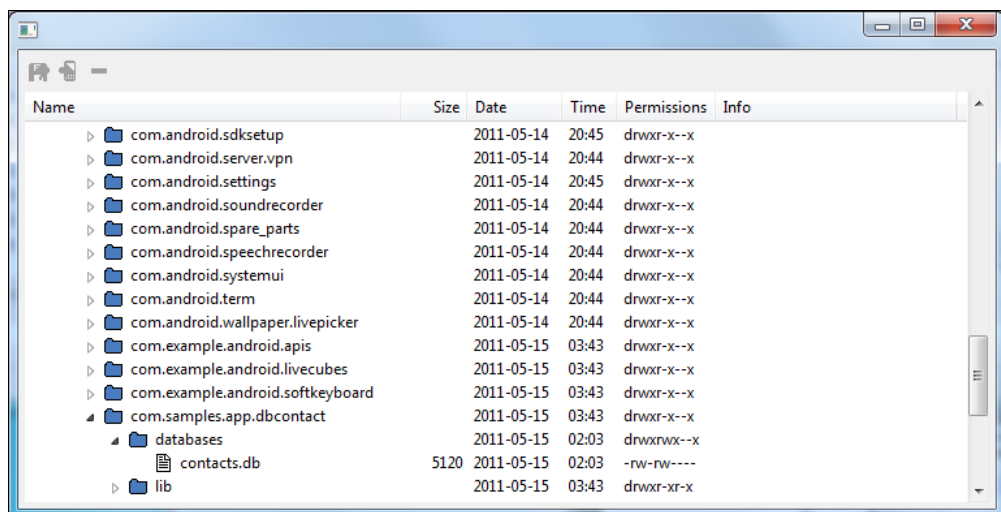 Name Size Date Time Permissions Info
com.android.sdksetup 2011-05-14 20:45 drwxr-x--x
com.android.server.vpn 2011-05-14 20:44 drwxr-x--x
com.android.settings 2011-05-14 20:45 drwxr-x--x
com.android.soundrecorder 2011-05-14 20:44 drwxr-x--x
com.android.spare_parts 2011-05-14 20:44 drwxr-x--x
com.android.speechrecorder 2011-05-14 20:44 drwxr-x--x
com.android.systemui 2011-05-14 20:44 drwxr-x--x
com.android.term 2011-05-14 20:44 drwxr-x--x
com.android.wallpaper.livepicker 2011-05-14 20:44 drwxr-x--x
com.example.android.apis 2011-05-15 03:43 drwxr-x--x
com.example.android.livecubes 2011-05-15 03:43 drwxr-x--x
com.example.android.softkeyboard 2011-05-15 03:43 drwxr-x--x
com.samples.app.dbcontact 2011-05-15 03:43 drwxr-x--x
databases 2011-05-15 02:03 drwxrwx--x
contacts.db 5120 2011-05-15 02:03 -rw-rw----
lib 2011-05-15 03:43 drwxr-xr-x